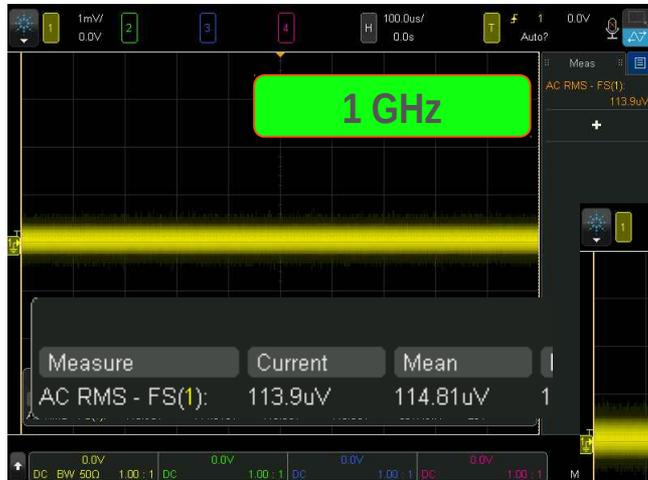 1 1mV/ 2 3 4 H 100.0us/ T 1 0.0V
0.0V 0.0s Auto?
Meas
AC RMS - FS(1):
113.9uV
+
1 GHz
1
Measure Current Mean
AC RMS - FS(1): 113.9uV 114.81uV 1
0.0V 0.0V 0.0V 0.0V
DC BW 50Ω 1.00 : 1 DC 1.00 : 1 DC 1.00 : 1 DC 1.00 : 1 M